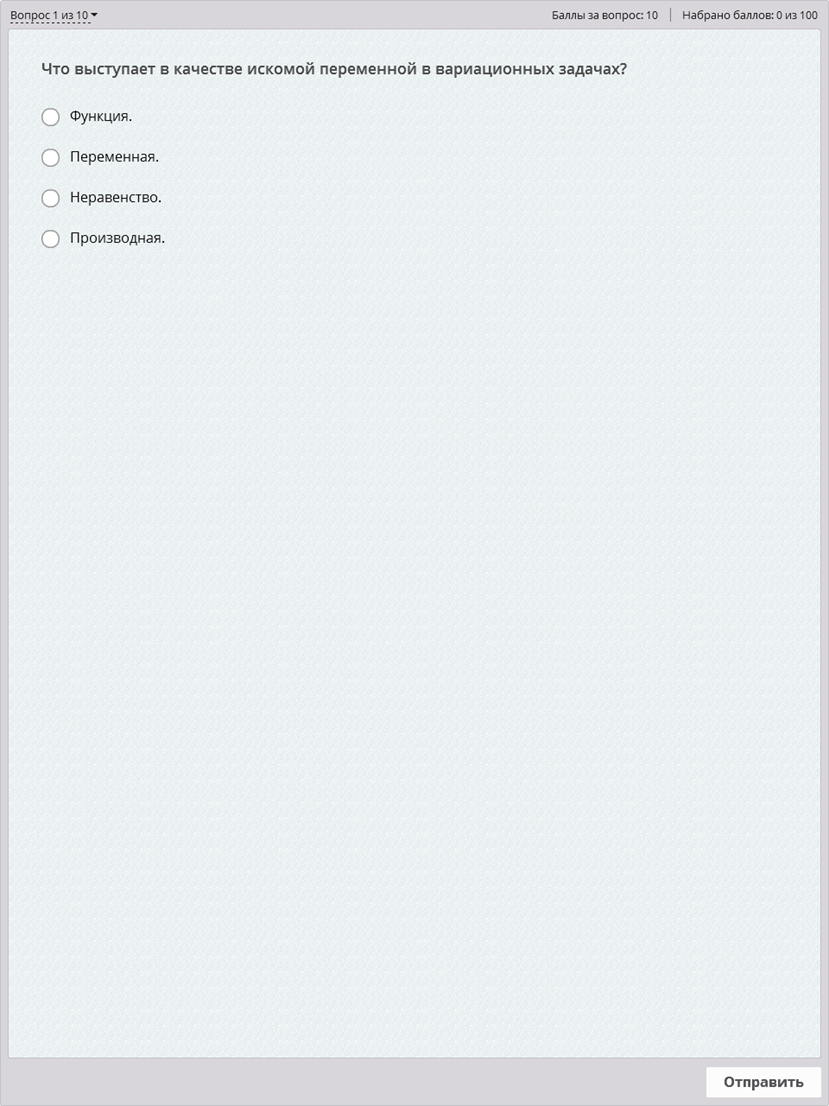 Вопрос 1 из 10
Баллы за вопрос: 10
Набрано баллов: 0 из 100
Что выступает в качестве искомой переменной в вариационных задачах?
Функция.
Переменная.
Неравенство.
Производная.
Отправить